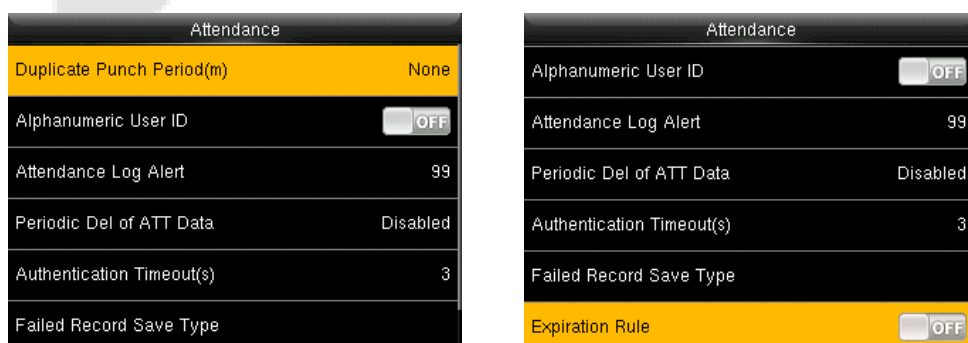 Attendance
Duplicate Punch Period(m) None
Alphanumeric User ID OFF
Attendance Log Alert 99
Periodic Del of ATT Data Disabled
Authentication Timeout(s) 3
Failed Record Save Type
Attendance
Alphanumeric User ID OFF
Attendance Log Alert 99
Periodic Del of ATT Data Disabled
Authentication Timeout(s) 3
Failed Record Save Type
Expiration Rule OFF